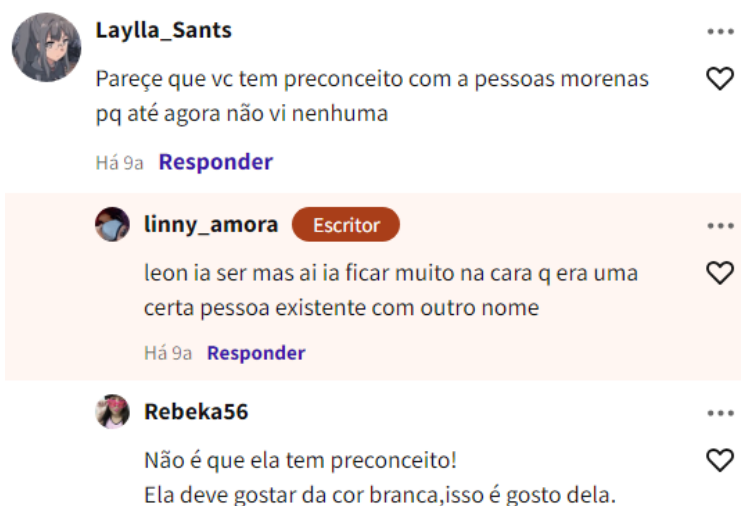 Laylla_Sants
Pareçe que vc tem preconceito com a pessoas morenas
pq até agora não vi nenhuma
Há 9a Responder
linny_amora Escritor
leon ia ser mas ai ia ficar muito na cara q era uma
certa pessoa existente com outro nome
Há 9a Responder
Rebeka56
Não é que ela tem preconceito!
Ela deve gostar da cor branca,isso é gosto dela.